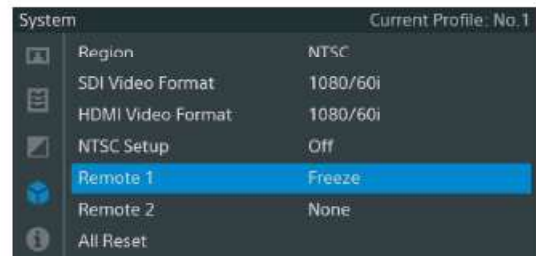 System Current Profile: No.1
Region NTSC
SDI Video Format 1080/60i
HDMI Video Format 1080/60i
NTSC Setup Off
Remote 1 Freeze
Remote 2 None
All Reset